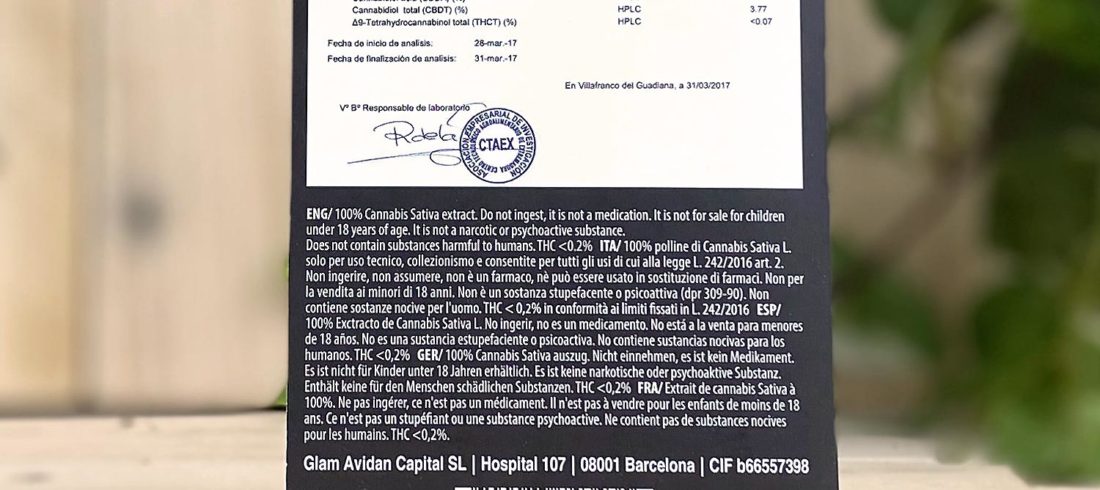 Cannabidiol total (CBDT) (%) HPLC 3.77
Δ9-Tetrahydrocannabinol total (THCT) (%) HPLC <0.07
Fecha de inicio de analisis: 28-mar.-17
Fecha de finalización de analisis: 31-mar.-17
En Villafranco del Guadiana, a 31/03/2017
Vº Bº Responsable de laboratorio
ASOCIACIÓN EMPRESARIAL DE INVESTIGACIÓN
CTAEX
ENG/ 100% Cannabis Sativa extract. Do not ingest, it is not a medication. It is not for sale for children
under 18 years of age. It is not a narcotic or psychoactive substance.
Does not contain substances harmful to humans. THC <0.2% ITA/ 100% polline di Cannabis Sativa L.
solo per uso tecnico, collezionismo e consentite per tutti gli usi di cui alla legge L. 242/2016 art. 2.
Non ingerire, non assumere, non è un farmaco, nè può essere usato in sostituzione di farmaci. Non per
la vendita ai minori di 18 anni. Non è un sostanza stupefacente o psicoattiva (dpr 309-90). Non
contiene sostanze nocive per l'uomo. THC < 0,2% in conformità ai limiti fissati in L. 242/2016 ESP/
100% Exctracto de Cannabis Sativa L. No ingerir, no es un medicamento. No está a la venta para menores
de 18 años. No es una sustancia estupefaciente o psicoativa. No contiene sustancias nocivas para los
humanos. THC <0,2% GER/ 100% Cannabis Sativa auszug. Nicht einnehmen, es ist kein Medikament.
Es ist nicht für Kinder unter 18 Jahren erhältlich. Es ist keine narkotische oder psychoaktive Substanz.
Enthält keine für den Menschen schädlichen Substanzen. THC <0,2% FRA/ Extrait de cannabis Sativa à
100%. Ne pas ingérer, ce n'est pas un médicament. Il n'est pas à vendre pour les enfants de moins de 18
ans. Ce n'est pas un stupéfiant ou une substance psychoactive. Ne contient pas de substances nocives
pour les humains. THC <0,2%.
Glam Avidan Capital SL | Hospital 107 | 08001 Barcelona | CIF b66557398